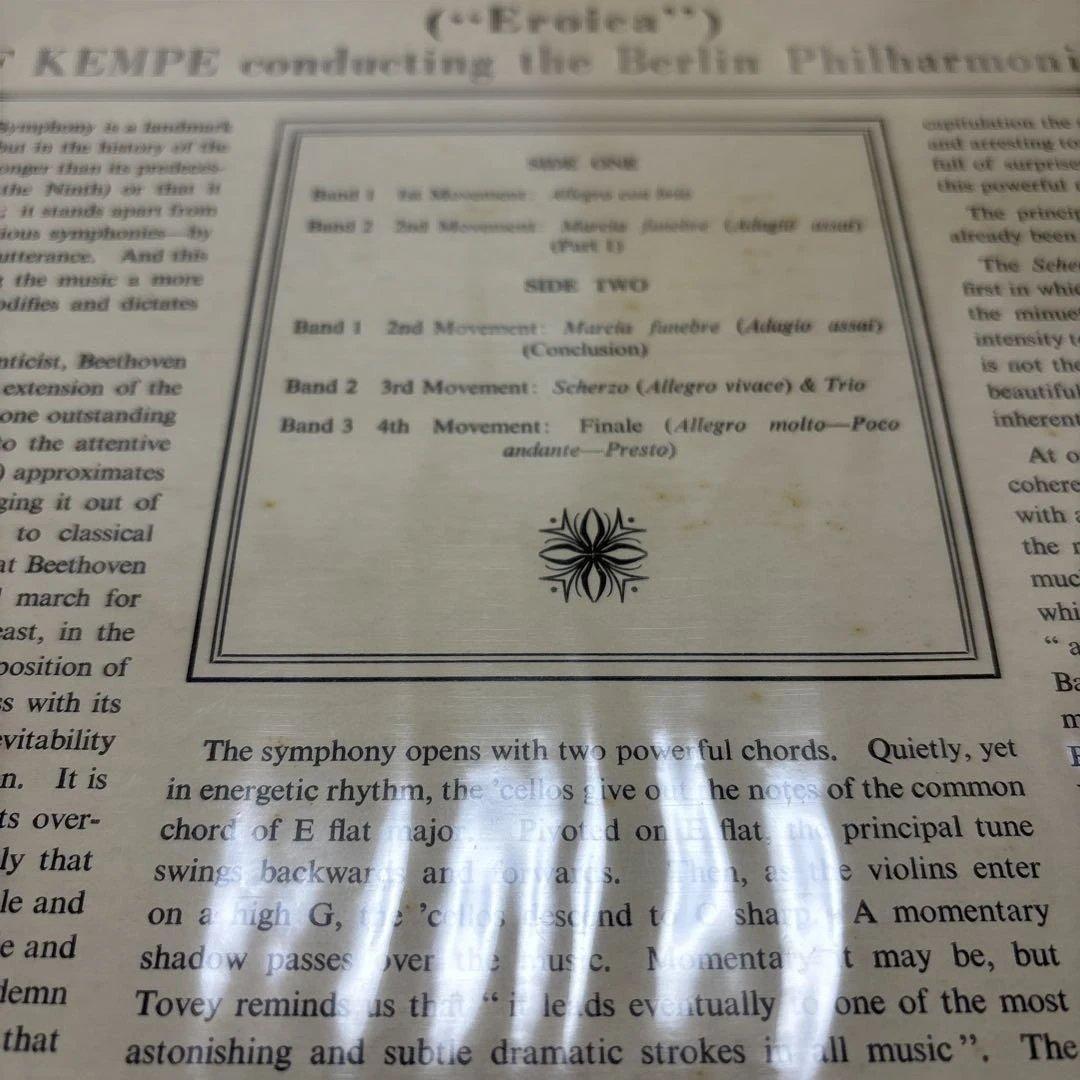 ("Eroica")
KEMPE conducting the Berlin Philharmoni
Symphony is a landmark
but in the history of the
onger than its predeces-
the Ninth) or that it
; it stands apart from
ious symphonies—by
utterance. And this
g the music a more
odifies and dictates
nticist, Beethoven
extension of the
one outstanding
to the attentive
) approximates
ging it out of
to classical
at Beethoven
march for
east, in the
position of
ss with its
evitability
n. It is
ts over-
ly that
le and
e and
lemn
that
SIDE ONE
Band 1 1st Movement: Allegro con brio
Band 2 2nd Movement: Marcia funebre (Adagio assai)
(Part 1)
SIDE TWO
Band 1 2nd Movement: Marcia funebre (Adagio assai)
(Conclusion)
Band 2 3rd Movement: Scherzo (Allegro vivace) & Trio
Band 3 4th Movement: Finale (Allegro molto—Poco
andante—Presto)
The symphony opens with two powerful chords. Quietly, yet
in energetic rhythm, the 'cellos give out the notes of the common
chord of E flat major. Pivoted on E flat, the principal tune
swings backwards and forwards. Then, as the violins enter
on a high G, the 'cellos descend to C sharp. A momentary
shadow passes over the music. Momentary it may be, but
Tovey reminds us that "it leads eventually to one of the most
astonishing and subtle dramatic strokes in all music". The
capitulation the
and arresting to
full of surprise
this powerful
The princip
already been
The Scher
first in whic
the minue
intensity t
is not the
beautiful
inherent
At o
cohere
with a
the
muc
whi
" a
Ba
m